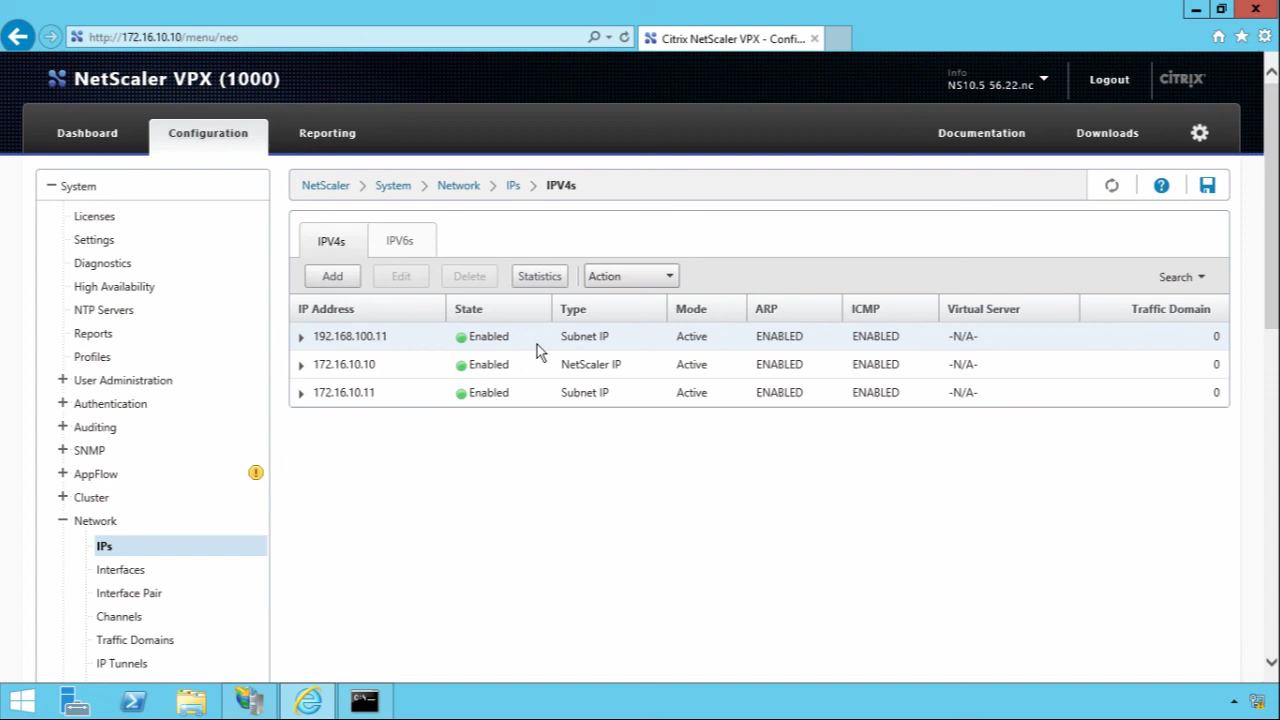 http://172.16.10.10/menu/neo
Citrix NetScaler VPX - Confi...
NetScaler VPX (1000)
Info
NS10.5 56.22.nc
Logout
CITRIX
Dashboard
Configuration
Reporting
Documentation
Downloads
System
Licenses
Settings
Diagnostics
High Availability
NTP Servers
Reports
Profiles
User Administration
Authentication
Auditing
SNMP
AppFlow
Cluster
Network
IPs
Interfaces
Interface Pair
Channels
Traffic Domains
IP Tunnels
NetScaler > System > Network > IPs > IPV4s
IPV4s IPV6s
Add Edit Delete Statistics Action Search
IP Address State Type Mode ARP ICMP Virtual Server Traffic Domain
192.168.100.11 Enabled Subnet IP Active ENABLED ENABLED -N/A- 0
172.16.10.10 Enabled NetScaler IP Active ENABLED ENABLED -N/A- 0
172.16.10.11 Enabled Subnet IP Active ENABLED ENABLED -N/A- 0